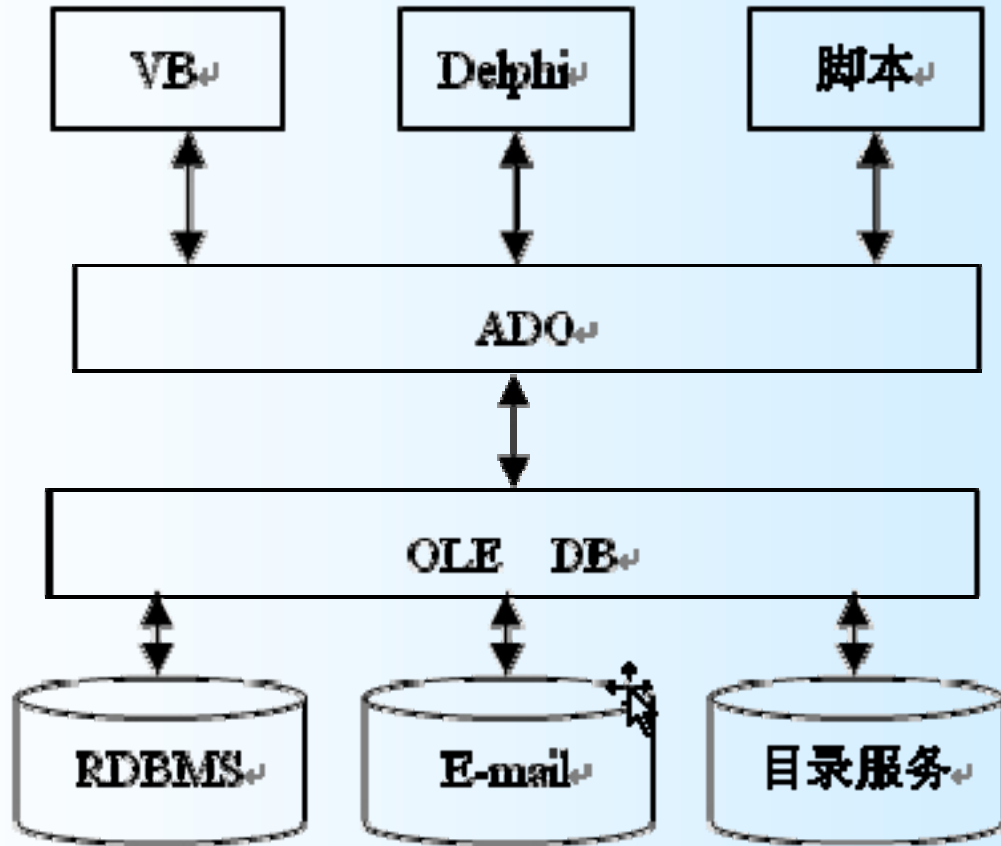 VB
Delphi
脚本
ADO
OLE DB
RDBMS
E-mail
目录服务